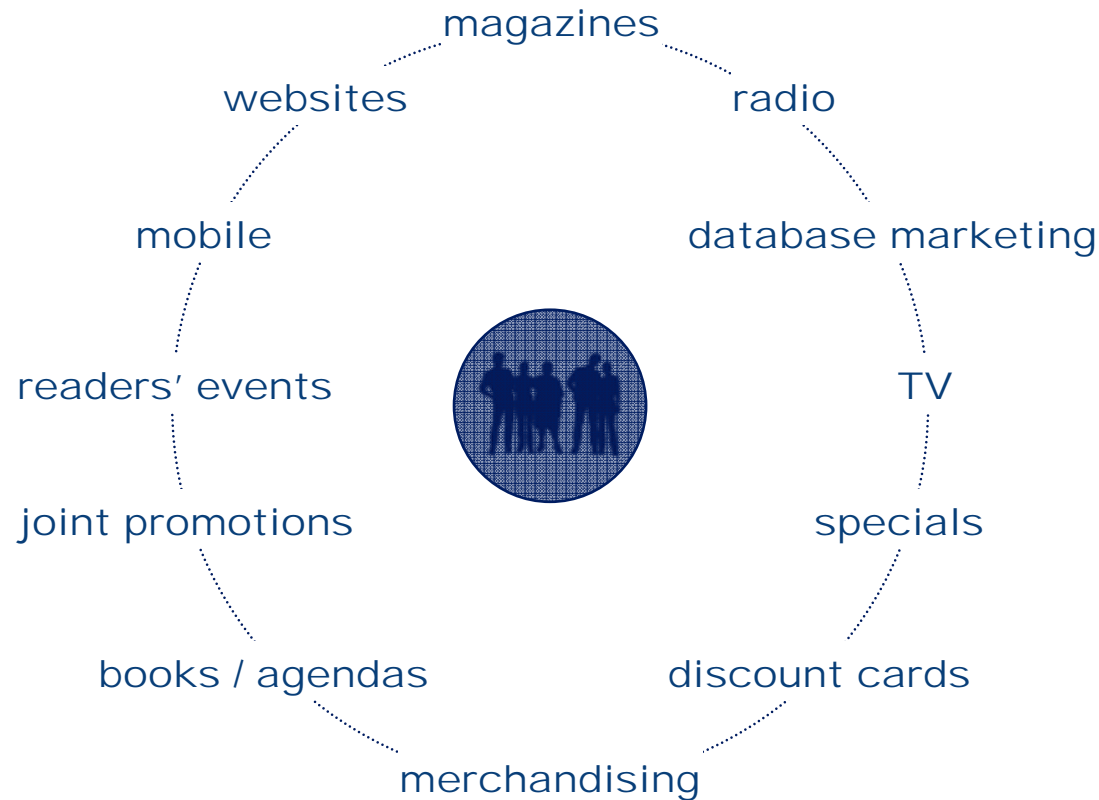 magazines
websites
radio
mobile
database marketing
readers' events
TV
joint promotions
specials
books / agendas
discount cards
merchandising